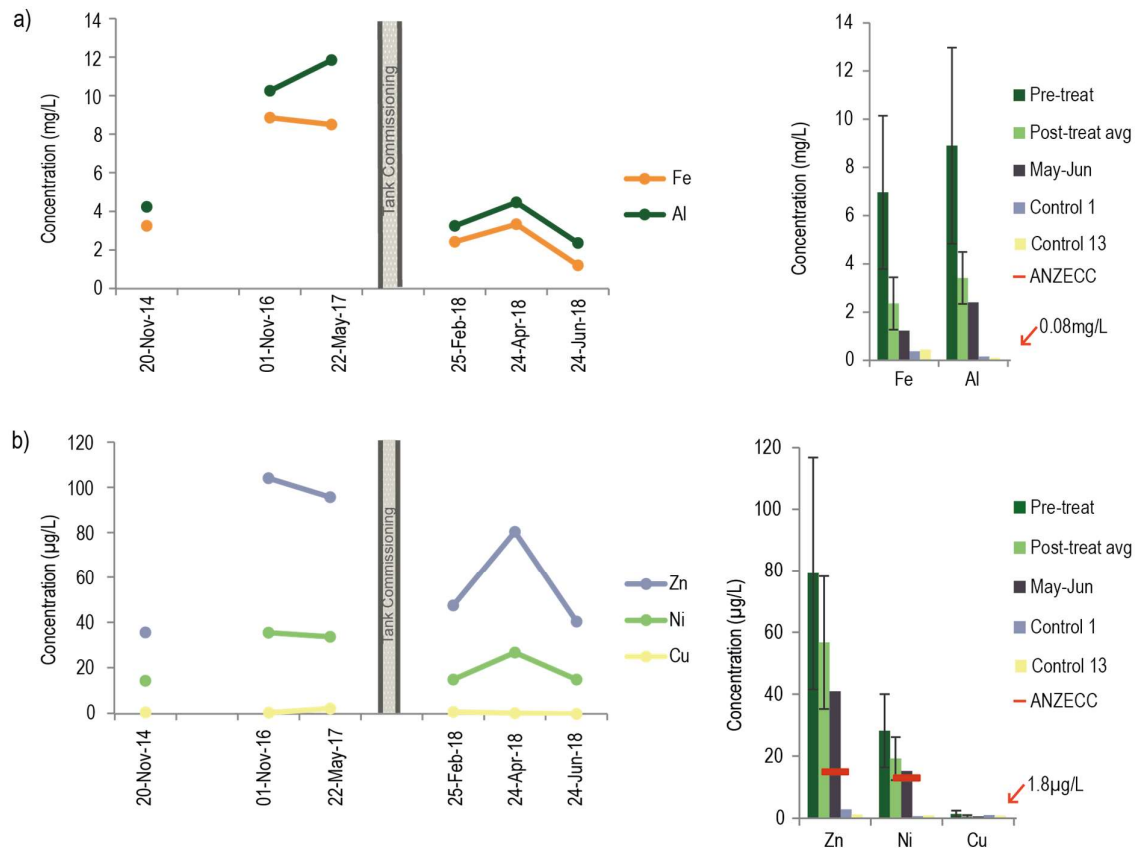 a)
Concentration (mg/L)
14
12
10
8
6
4
2
0
Tank Commissioning
20-Nov-14
01-Nov-16
22-May-17
25-Feb-18
24-Apr-18
24-Jun-18
Fe
Al
Concentration (mg/L)
14
12
10
8
6
4
2
0
Fe
Al
Pre-treat
Post-treat avg
May-Jun
Control 1
Control 13
ANZECC
0.08mg/L
b)
Concentration (µg/L)
120
100
80
60
40
20
0
Tank Commissioning
20-Nov-14
01-Nov-16
22-May-17
25-Feb-18
24-Apr-18
24-Jun-18
Zn
Ni
Cu
Concentration (µg/L)
120
100
80
60
40
20
0
Zn
Ni
Cu
Pre-treat
Post-treat avg
May-Jun
Control 1
Control 13
ANZECC
1.8µg/L